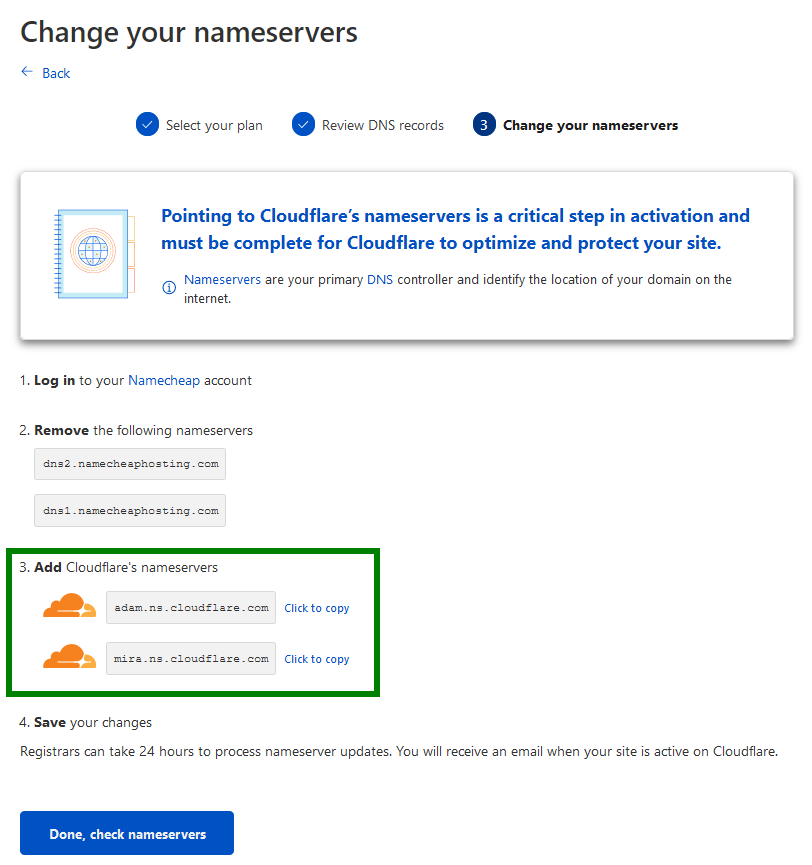 Change your nameservers
Back
Select your plan
Review DNS records
3 Change your nameservers
Pointing to Cloudflare’s nameservers is a critical step in activation and
must be complete for Cloudflare to optimize and protect your site.
Nameservers are your primary DNS controller and identify the location of your domain on the
internet.
1. Log in to your Namecheap account
2. Remove the following nameservers
dns2.namecheaphosting.com
dns1.namecheaphosting.com
3. Add Cloudflare's nameservers
adam.ns.cloudflare.com Click to copy
mira.ns.cloudflare.com Click to copy
4. Save your changes
Registrars can take 24 hours to process nameserver updates. You will receive an email when your site is active on Cloudflare.
Done, check nameservers